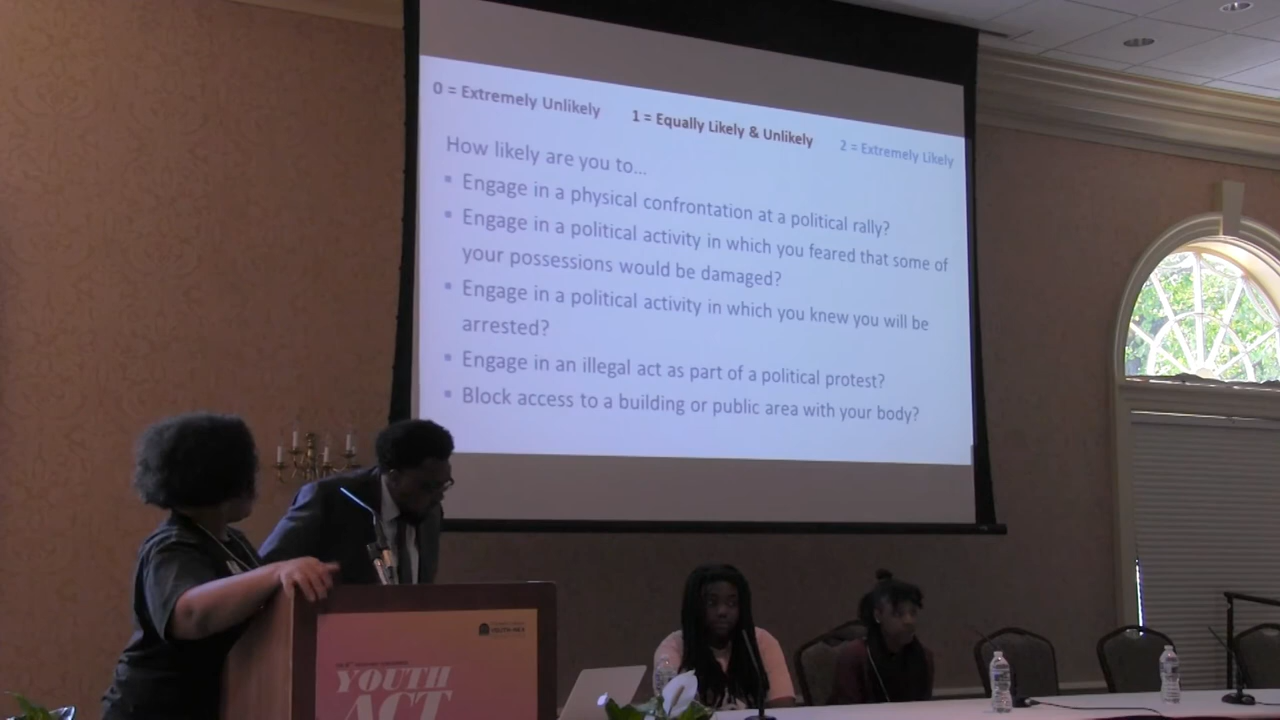 0 = Extremely Unlikely
1 = Equally Likely & Unlikely
2 = Extremely Likely
How likely are you to...
▪ Engage in a physical confrontation at a political rally?
▪ Engage in a political activity in which you feared that some of
your possessions would be damaged?
▪ Engage in a political activity in which you knew you will be
arrested?
▪ Engage in an illegal act as part of a political protest?
▪ Block access to a building or public area with your body?
YOUTH
ACT